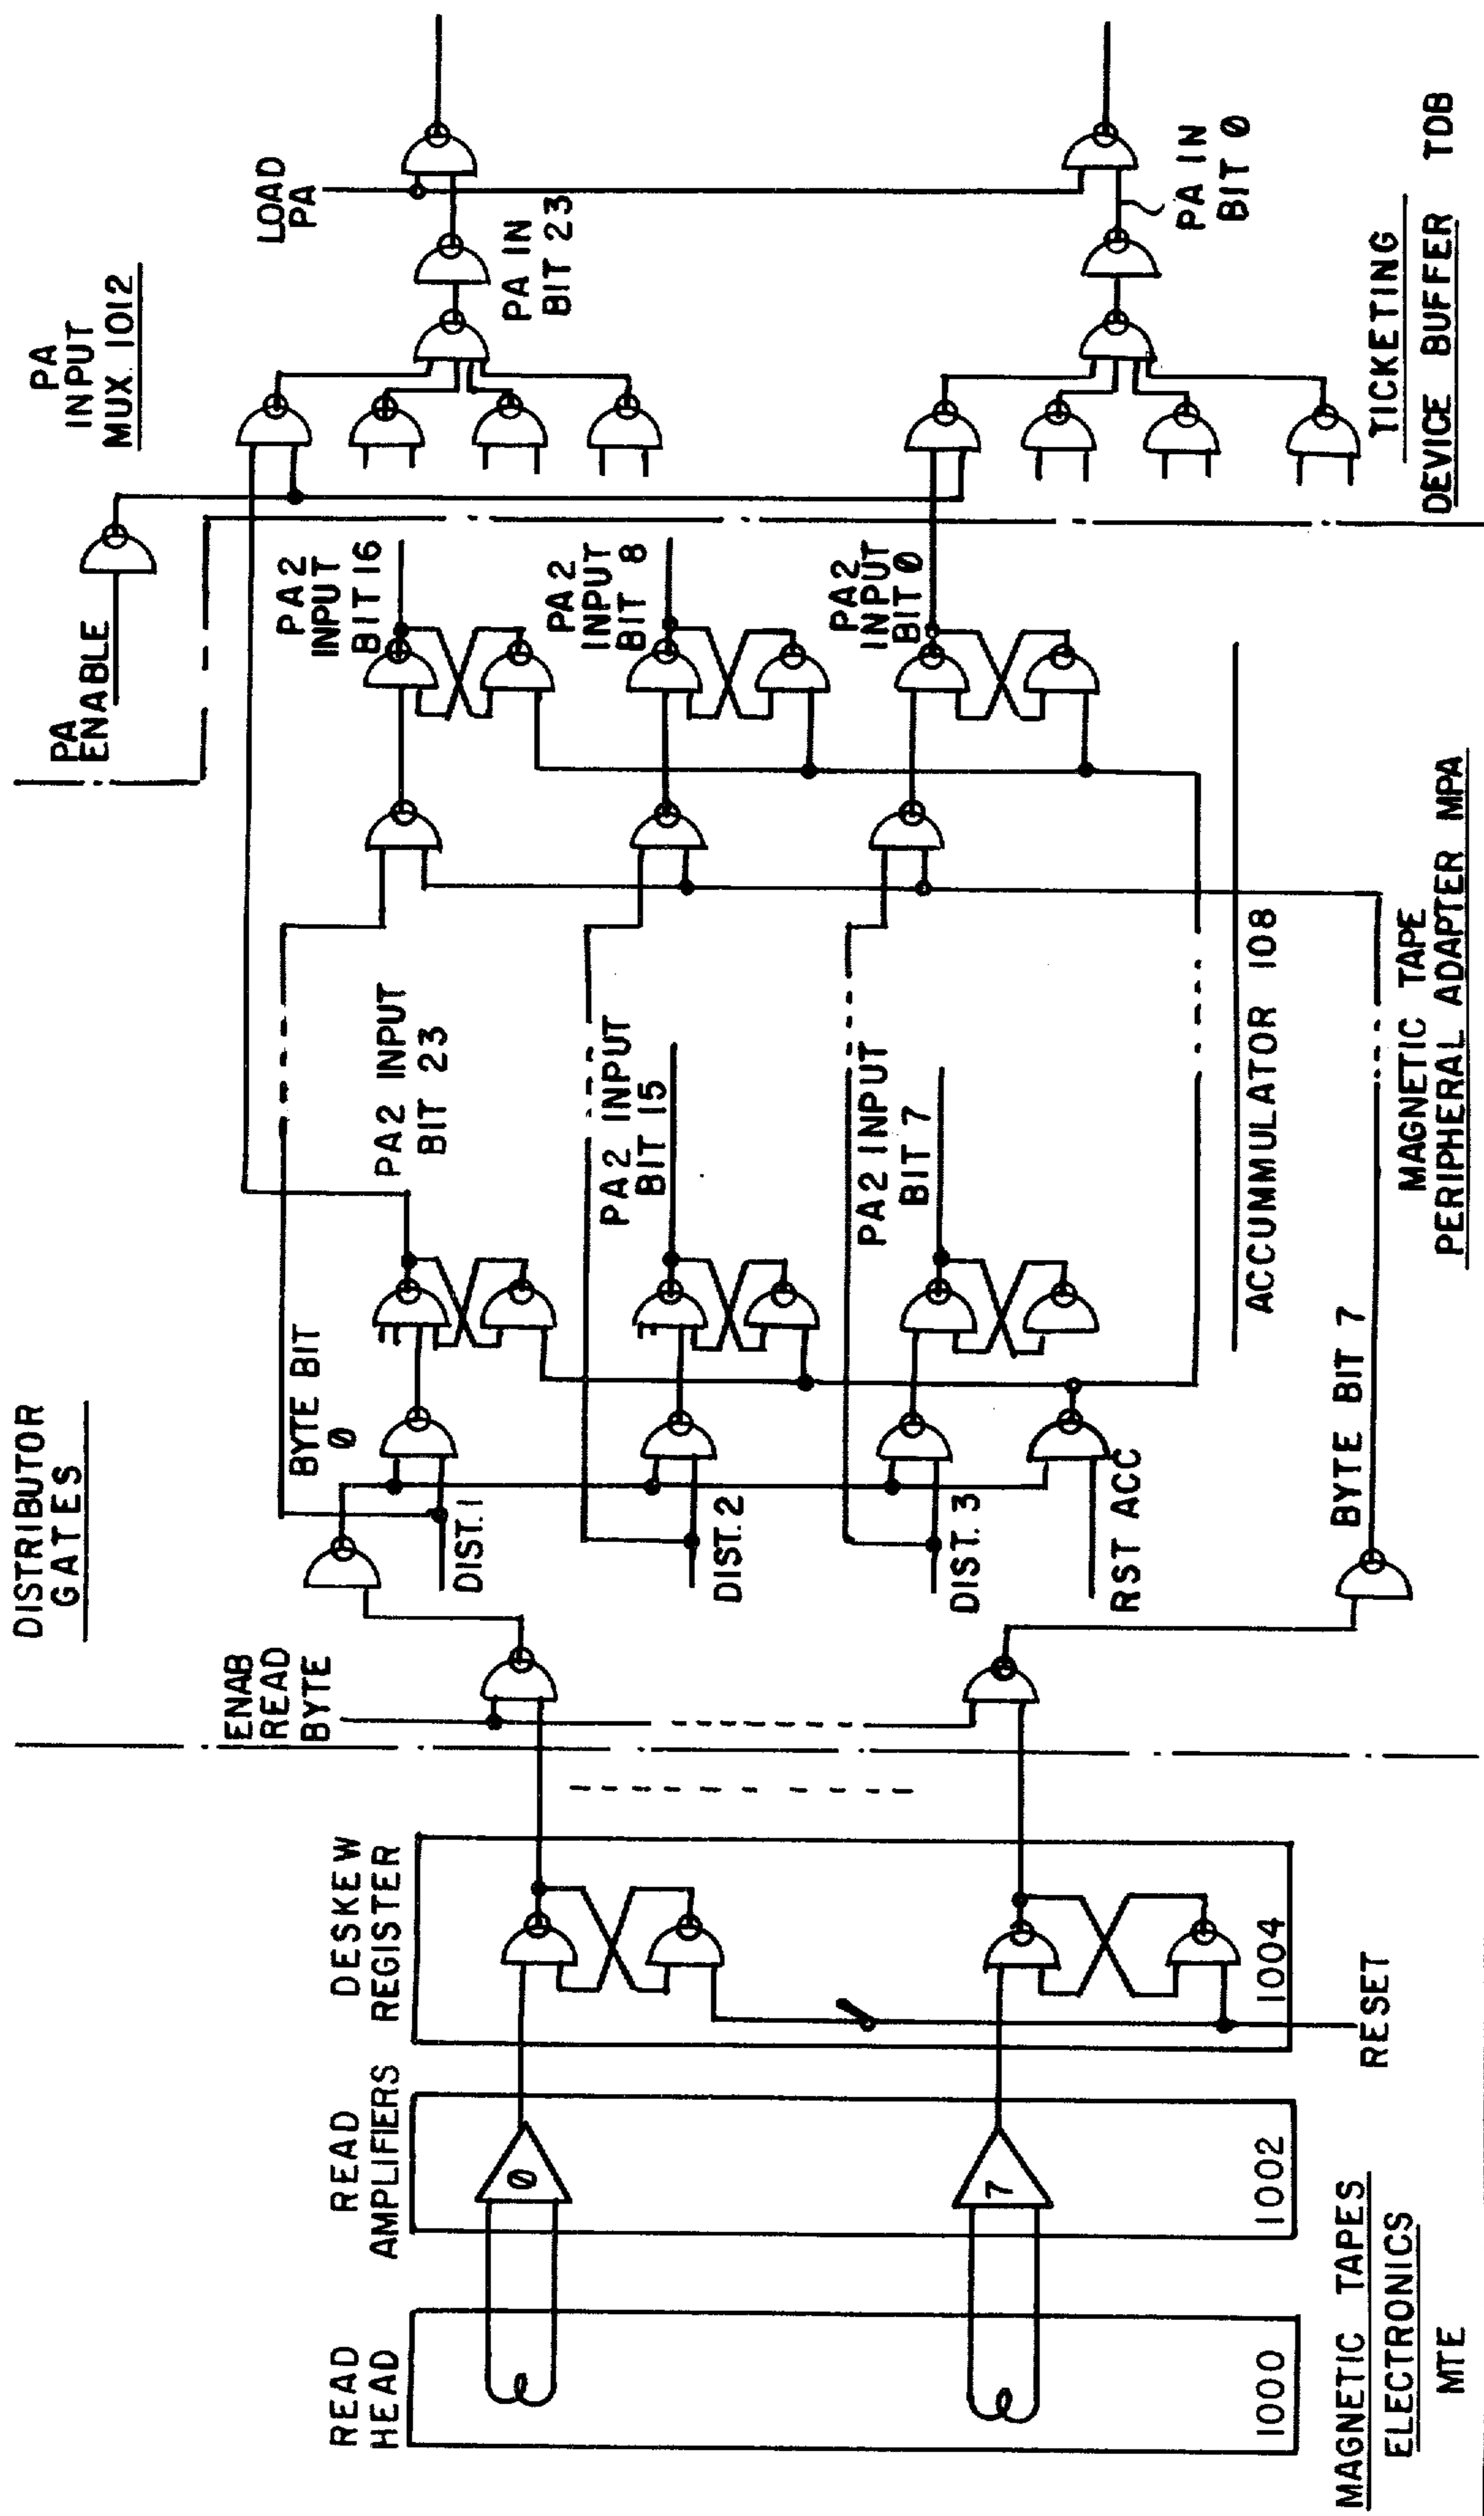 READ
HEAD
1000
READ
AMPLIFIERS
0
7
1002
DESKEW
REGISTER
1004
RESET
MAGNETIC TAPES
ELECTRONICS
MTE
DISTRIBUTOR
GATES
ENAB
READ
BYTE
BYTE BIT
0
DIST. 1
DIST. 2
DIST. 3
RST ACC
BYTE BIT 7
PA2 INPUT
BIT 23
PA2 INPUT
BIT 15
PA2 INPUT
BIT 7
ACCUMMULATOR 108
MAGNETIC TAPE
PERIPHERAL ADAPTER MPA
PA
ENABLE
PA2
INPUT
BIT 16
PA2
INPUT
BIT 8
PA2
INPUT
BIT 0
PA
INPUT
MUX 1012
LOAD
PA
PA IN
BIT 23
PA IN
BIT 0
TICKETING
DEVICE BUFFER TDB